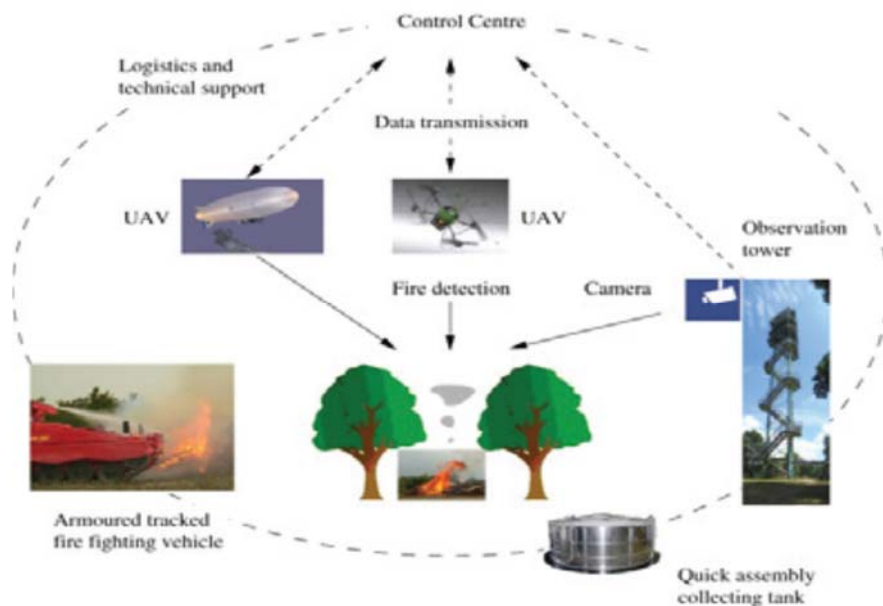 Control Centre
Logistics and
technical support
Data transmission
UAV
UAV
Observation
tower
Fire detection
Camera
Armoured tracked
fire fighting vehicle
Quick assembly
collecting tank